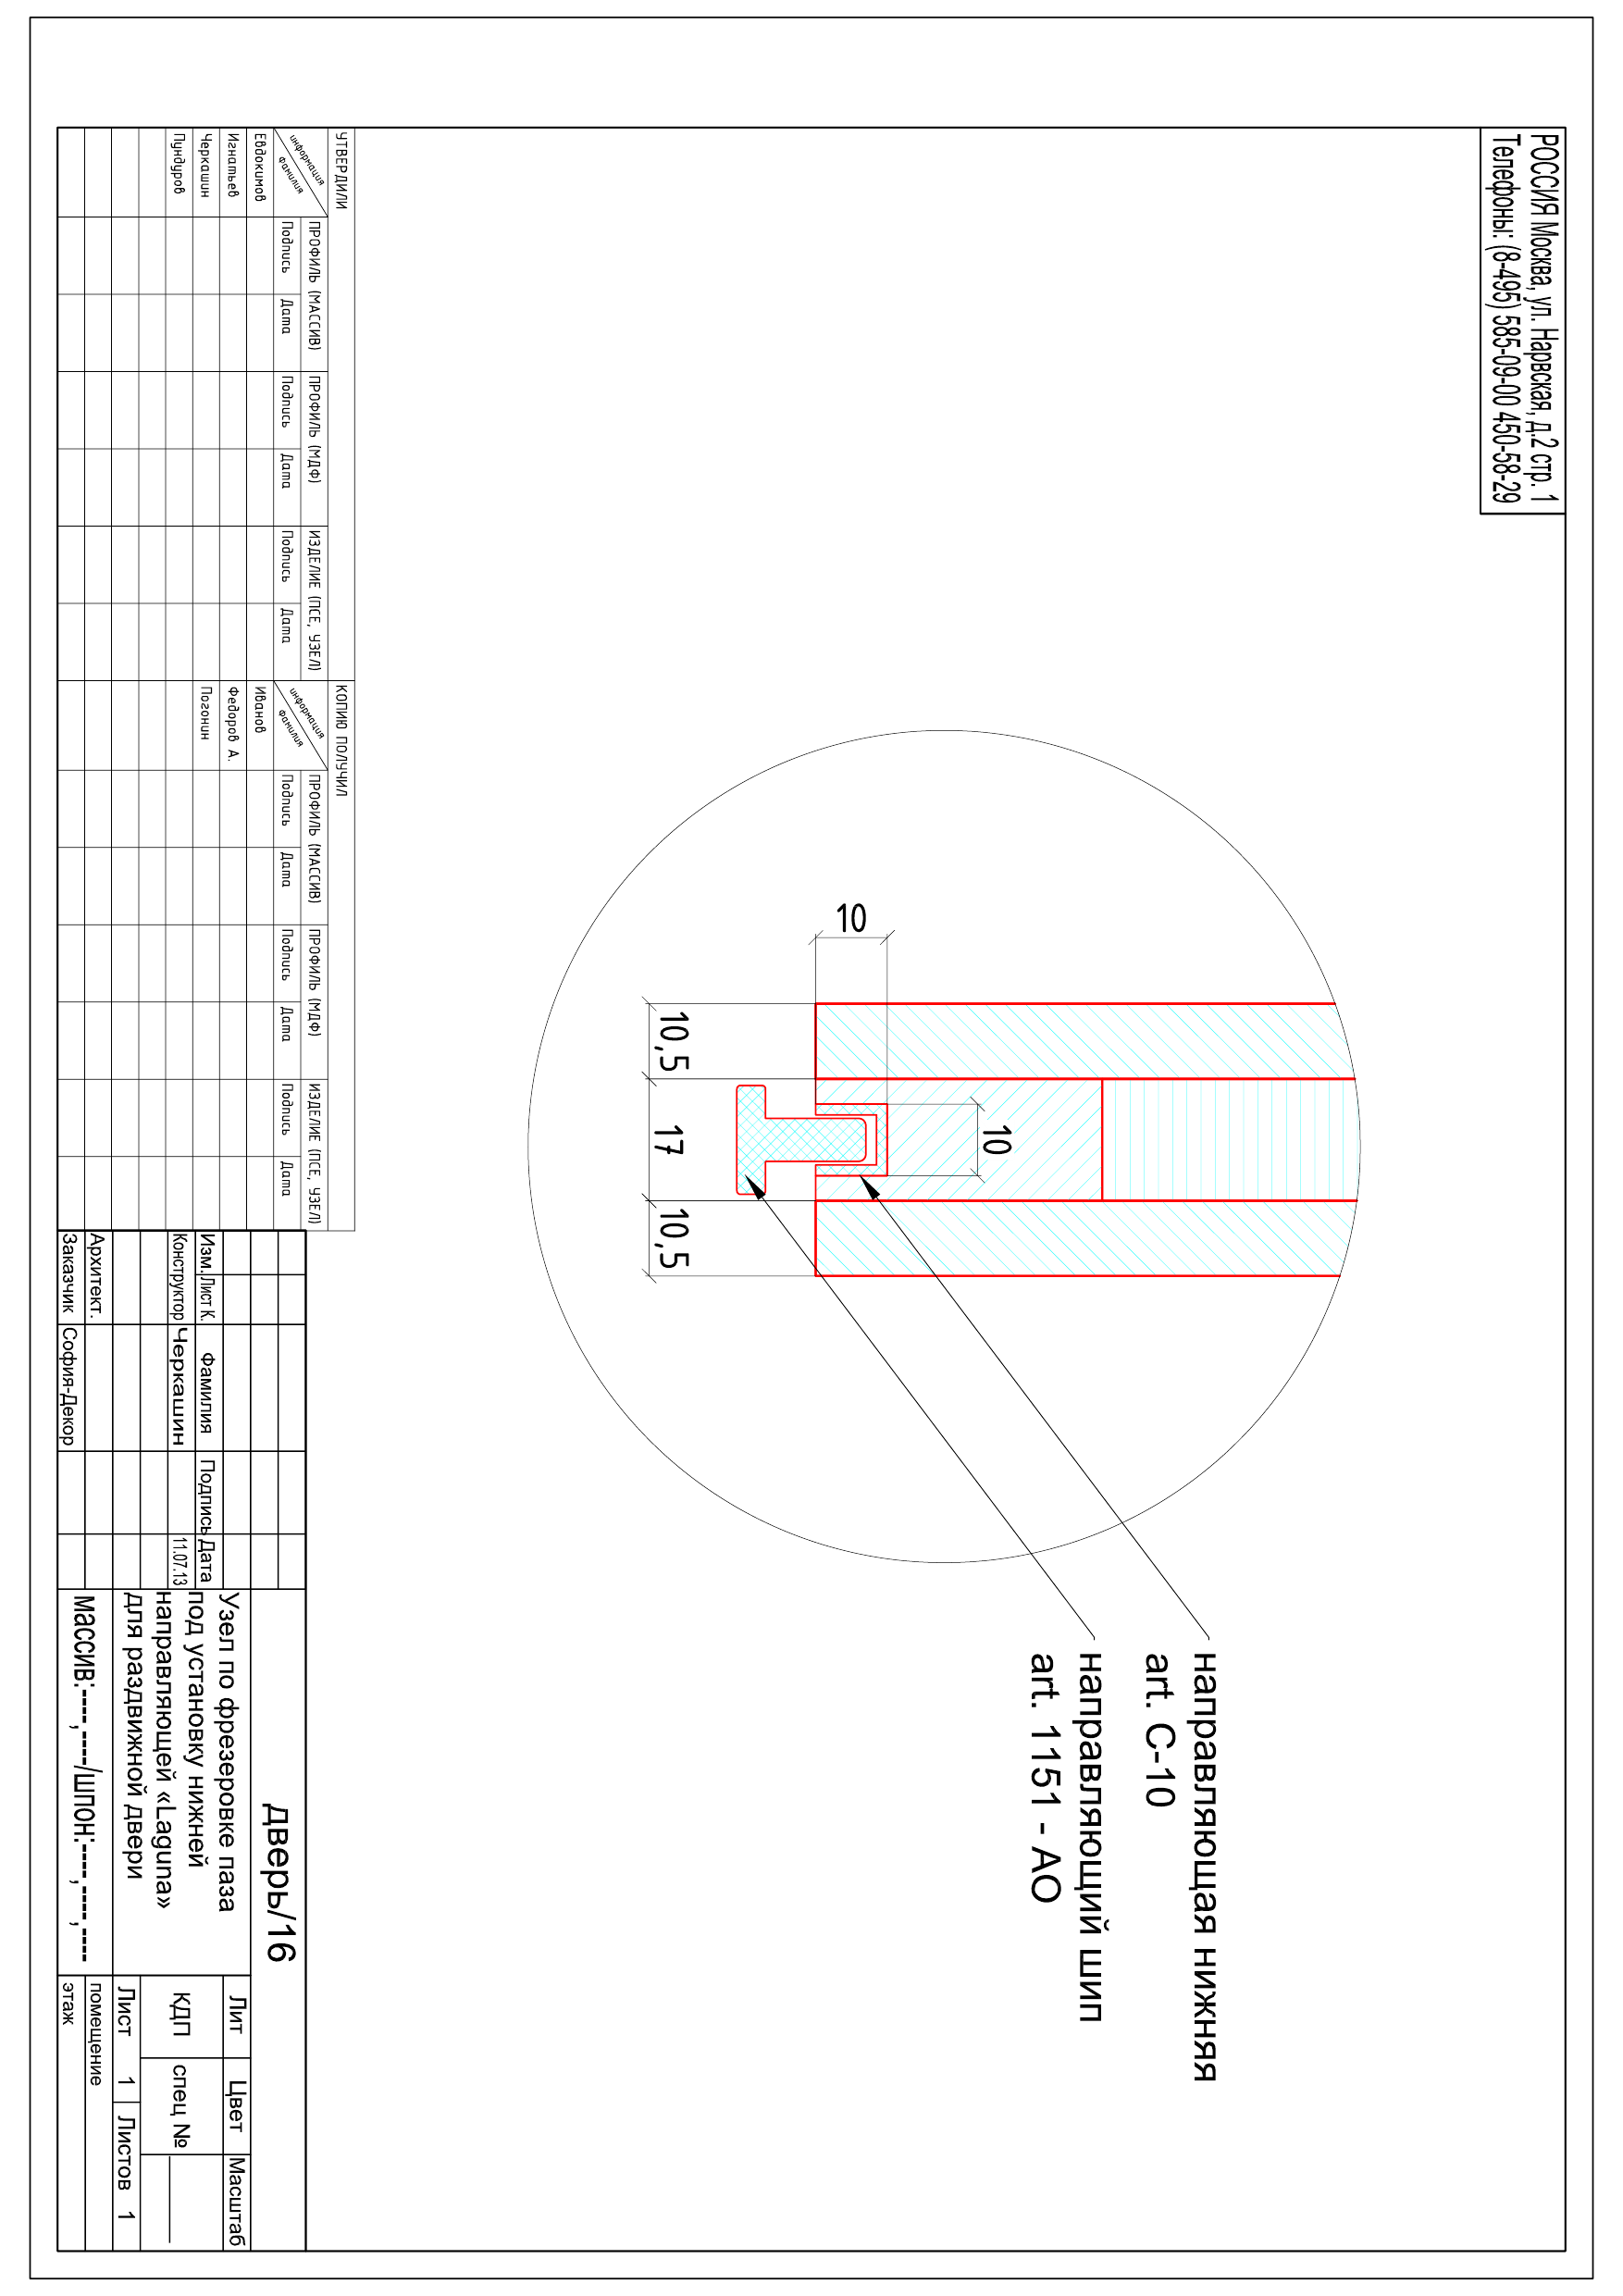 РОССИЯ Москва, ул. Нарвская, д.2 стр. 1
Телефоны: (8-495) 585-09-00 450-58-29
10
10,5
17
10,5
10
направляющая нижняя
art. C-10
направляющий шип
art. 1151 - АО
УТВЕРДИЛИ
КОПИЮ ПОЛУЧИЛ
информация
фамилия
ПРОФИЛЬ (МАССИВ)
ПРОФИЛЬ (МДФ)
ИЗДЕЛИЕ (ПСЕ, УЗЕЛ)
информация
фамилия
ПРОФИЛЬ (МАССИВ)
ПРОФИЛЬ (МДФ)
ИЗДЕЛИЕ (ПСЕ, УЗЕЛ)
Подпись Дата Подпись Дата Подпись Дата
Подпись Дата Подпись Дата Подпись Дата
Евдокимов
Иванов
Игнатьев
Федоров А.
Черкашин
Погонин
Пундуров
дверь/16
Изм. Лист К. Фамилия Подпись Дата
Конструктор Черкашин 11.07.13
Архитект.
Заказчик София-Декор
Узел по фрезеровке паза
под установку нижней
направляющей «Laguna»
для раздвижной двери
массив:----,----/шпон:----,----,----
Лит Цвет Масштаб
КДП спец №
Лист 1 Листов 1
помещение
этаж